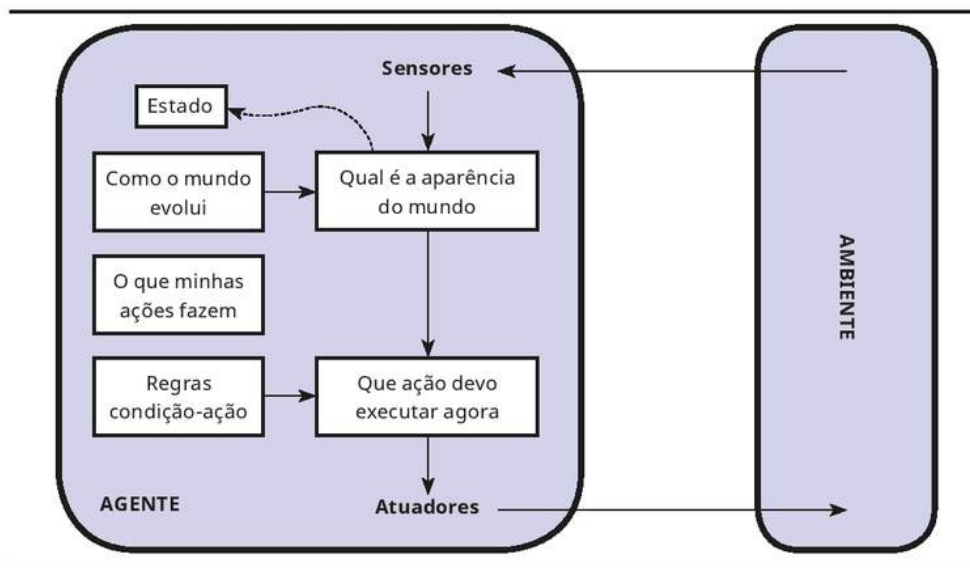 Sensores
Estado
Como o mundo
evolui
Qual é a aparência
do mundo
O que minhas
ações fazem
Regras
condição-ação
Que ação devo
executar agora
AGENTE
Atuadores
AMBIENTE